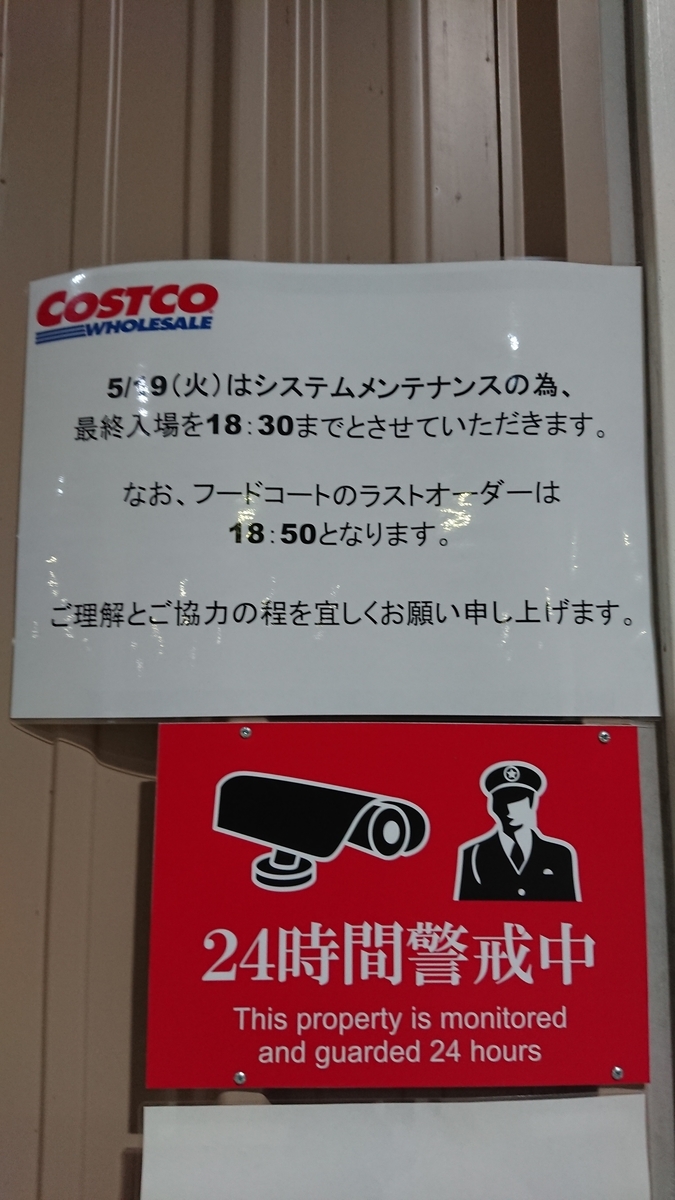 COSTCO
WHOLESALE
5/19(火)はシステムメンテナンスの為、
最終入場を18:30までとさせていただきます。
なお、フードコートのラストオーダーは
18:50となります。
ご理解とご協力の程を宜しくお願い申し上げます。
24時間警戒中
This property is monitored
and guarded 24 hours